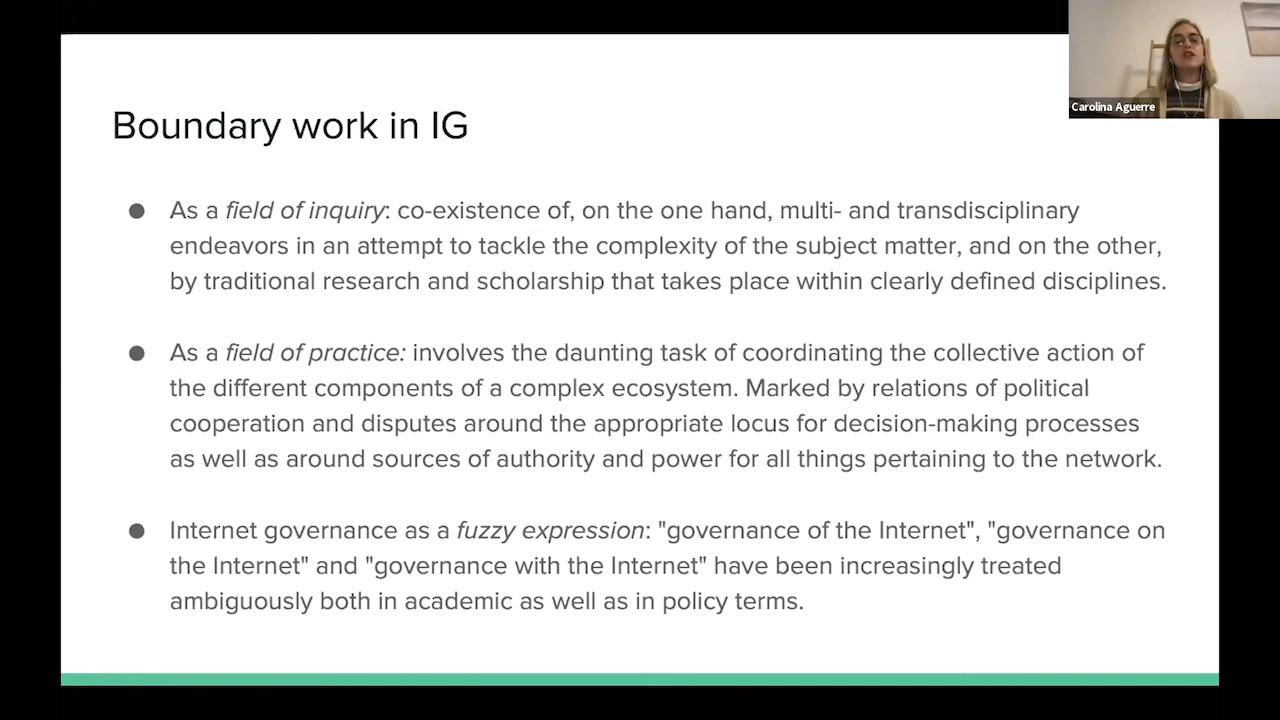 Carolina Aguerre
Boundary work in IG
● As a field of inquiry: co-existence of, on the one hand, multi- and transdisciplinary
endeavors in an attempt to tackle the complexity of the subject matter, and on the other,
by traditional research and scholarship that takes place within clearly defined disciplines.
● As a field of practice: involves the daunting task of coordinating the collective action of
the different components of a complex ecosystem. Marked by relations of political
cooperation and disputes around the appropriate locus for decision-making processes
as well as around sources of authority and power for all things pertaining to the network.
● Internet governance as a fuzzy expression: "governance of the Internet", "governance on
the Internet" and "governance with the Internet" have been increasingly treated
ambiguously both in academic as well as in policy terms.